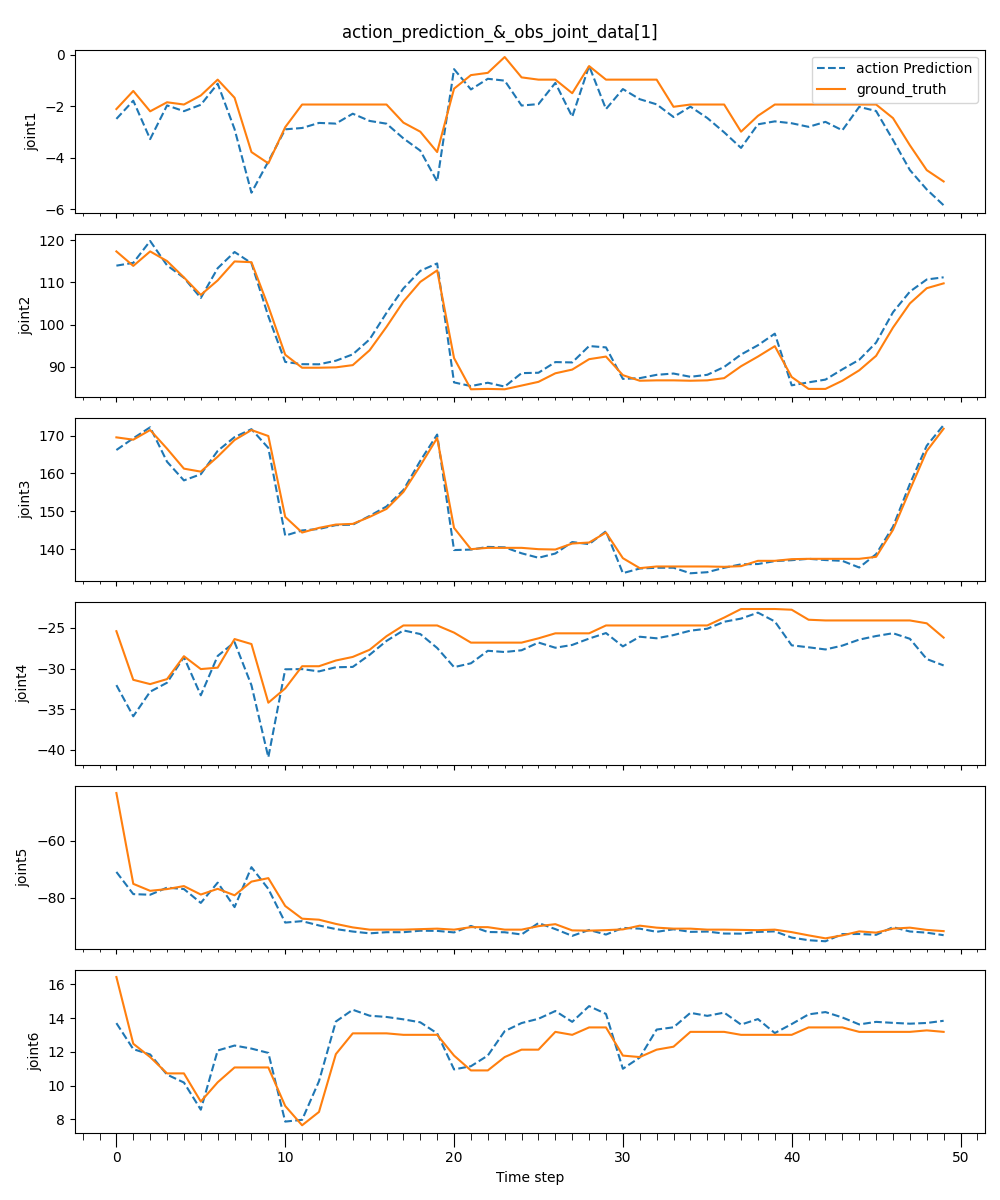 action_prediction_&_obs_joint_data[1]
action Prediction
ground_truth
joint1
0
−2
−4
−6
joint2
120
110
100
90
joint3
170
160
150
140
joint4
−25
−30
−35
−40
joint5
−60
−80
joint6
16
14
12
10
8
0 10 20 30 40 50
Time step